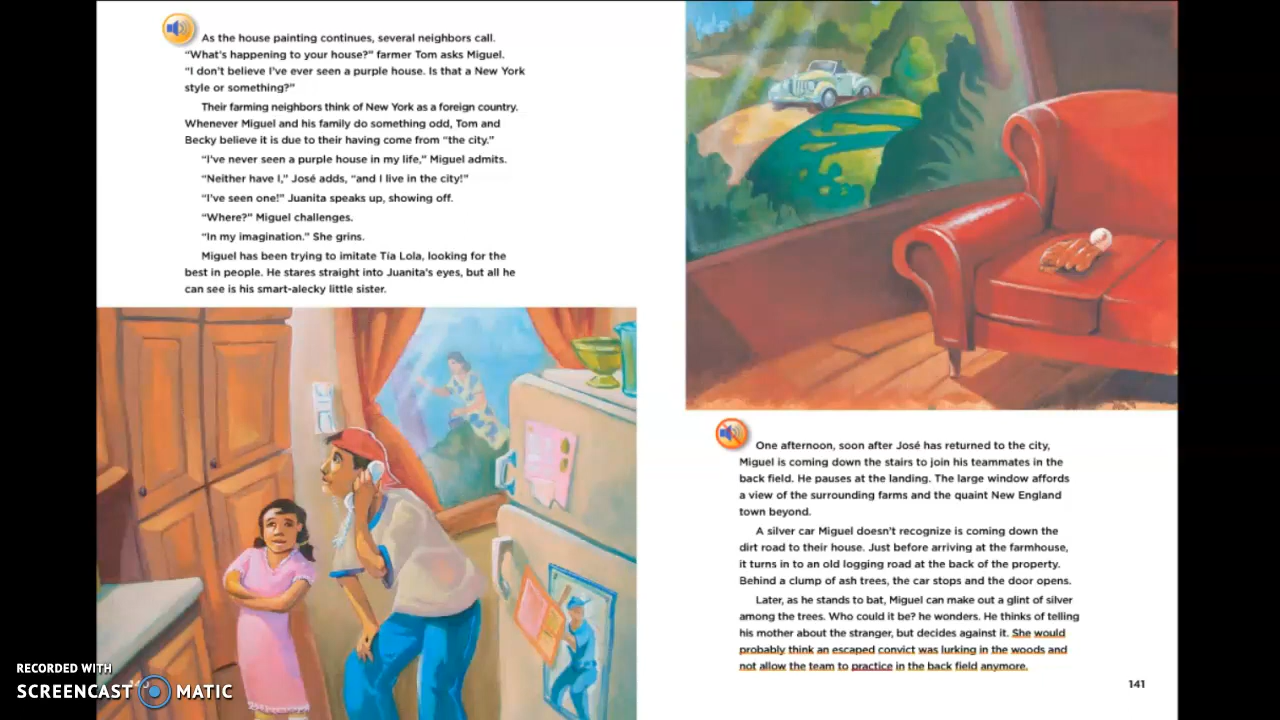 As the house painting continues, several neighbors call.
“What’s happening to your house?” farmer Tom asks Miguel.
“I don’t believe I’ve ever seen a purple house. Is that a New York
style or something?”
Their farming neighbors think of New York as a foreign country.
Whenever Miguel and his family do something odd, Tom and
Becky believe it is due to their having come from “the city.”
“I’ve never seen a purple house in my life,” Miguel admits.
“Neither have I,” José adds, “and I live in the city!”
“I’ve seen one!” Juanita speaks up, showing off.
“Where?” Miguel challenges.
“In my imagination.” She grins.
Miguel has been trying to imitate Tía Lola, looking for the
best in people. He stares straight into Juanita’s eyes, but all he
can see is his smart-alecky little sister.
One afternoon, soon after José has returned to the city,
Miguel is coming down the stairs to join his teammates in the
back field. He pauses at the landing. The large window affords
a view of the surrounding farms and the quaint New England
town beyond.
A silver car Miguel doesn’t recognize is coming down the
dirt road to their house. Just before arriving at the farmhouse,
it turns in to an old logging road at the back of the property.
Behind a clump of ash trees, the car stops and the door opens.
Later, as he stands to bat, Miguel can make out a glint of silver
among the trees. Who could it be? he wonders. He thinks of telling
his mother about the stranger, but decides against it. She would
probably think an escaped convict was lurking in the woods and
not allow the team to practice in the back field anymore.
141
RECORDED WITH
SCREENCAST MATIC